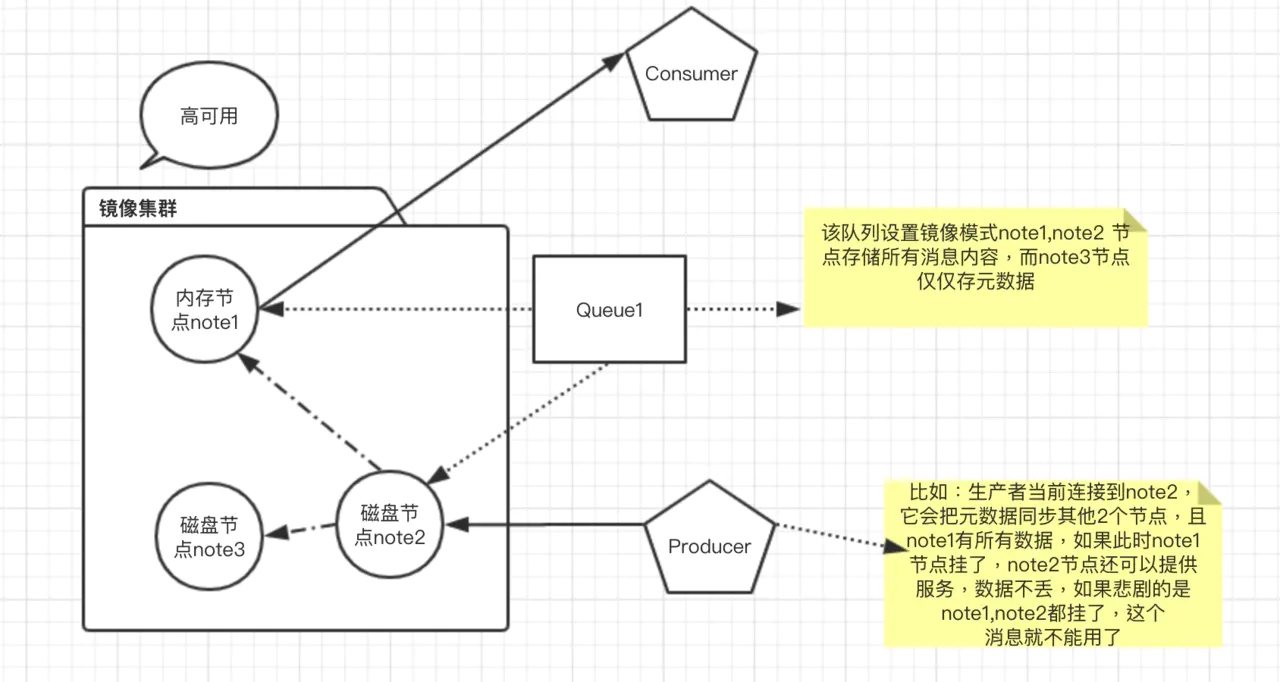 Consumer
高可用
镜像集群
该队列设置镜像模式note1,note2 节
点存储所有消息内容，而note3节点
仅仅存元数据
内存节
点note1
Queue1
磁盘节
点note3
磁盘节
点note2
Producer
比如：生产者当前连接到note2，
它会把元数据同步其他2个节点，且
note1有所有数据，如果此时note1
节点挂了，note2节点还可以提供
服务，数据不丢，如果悲剧的是
note1,note2都挂了，这个
消息就不能用了